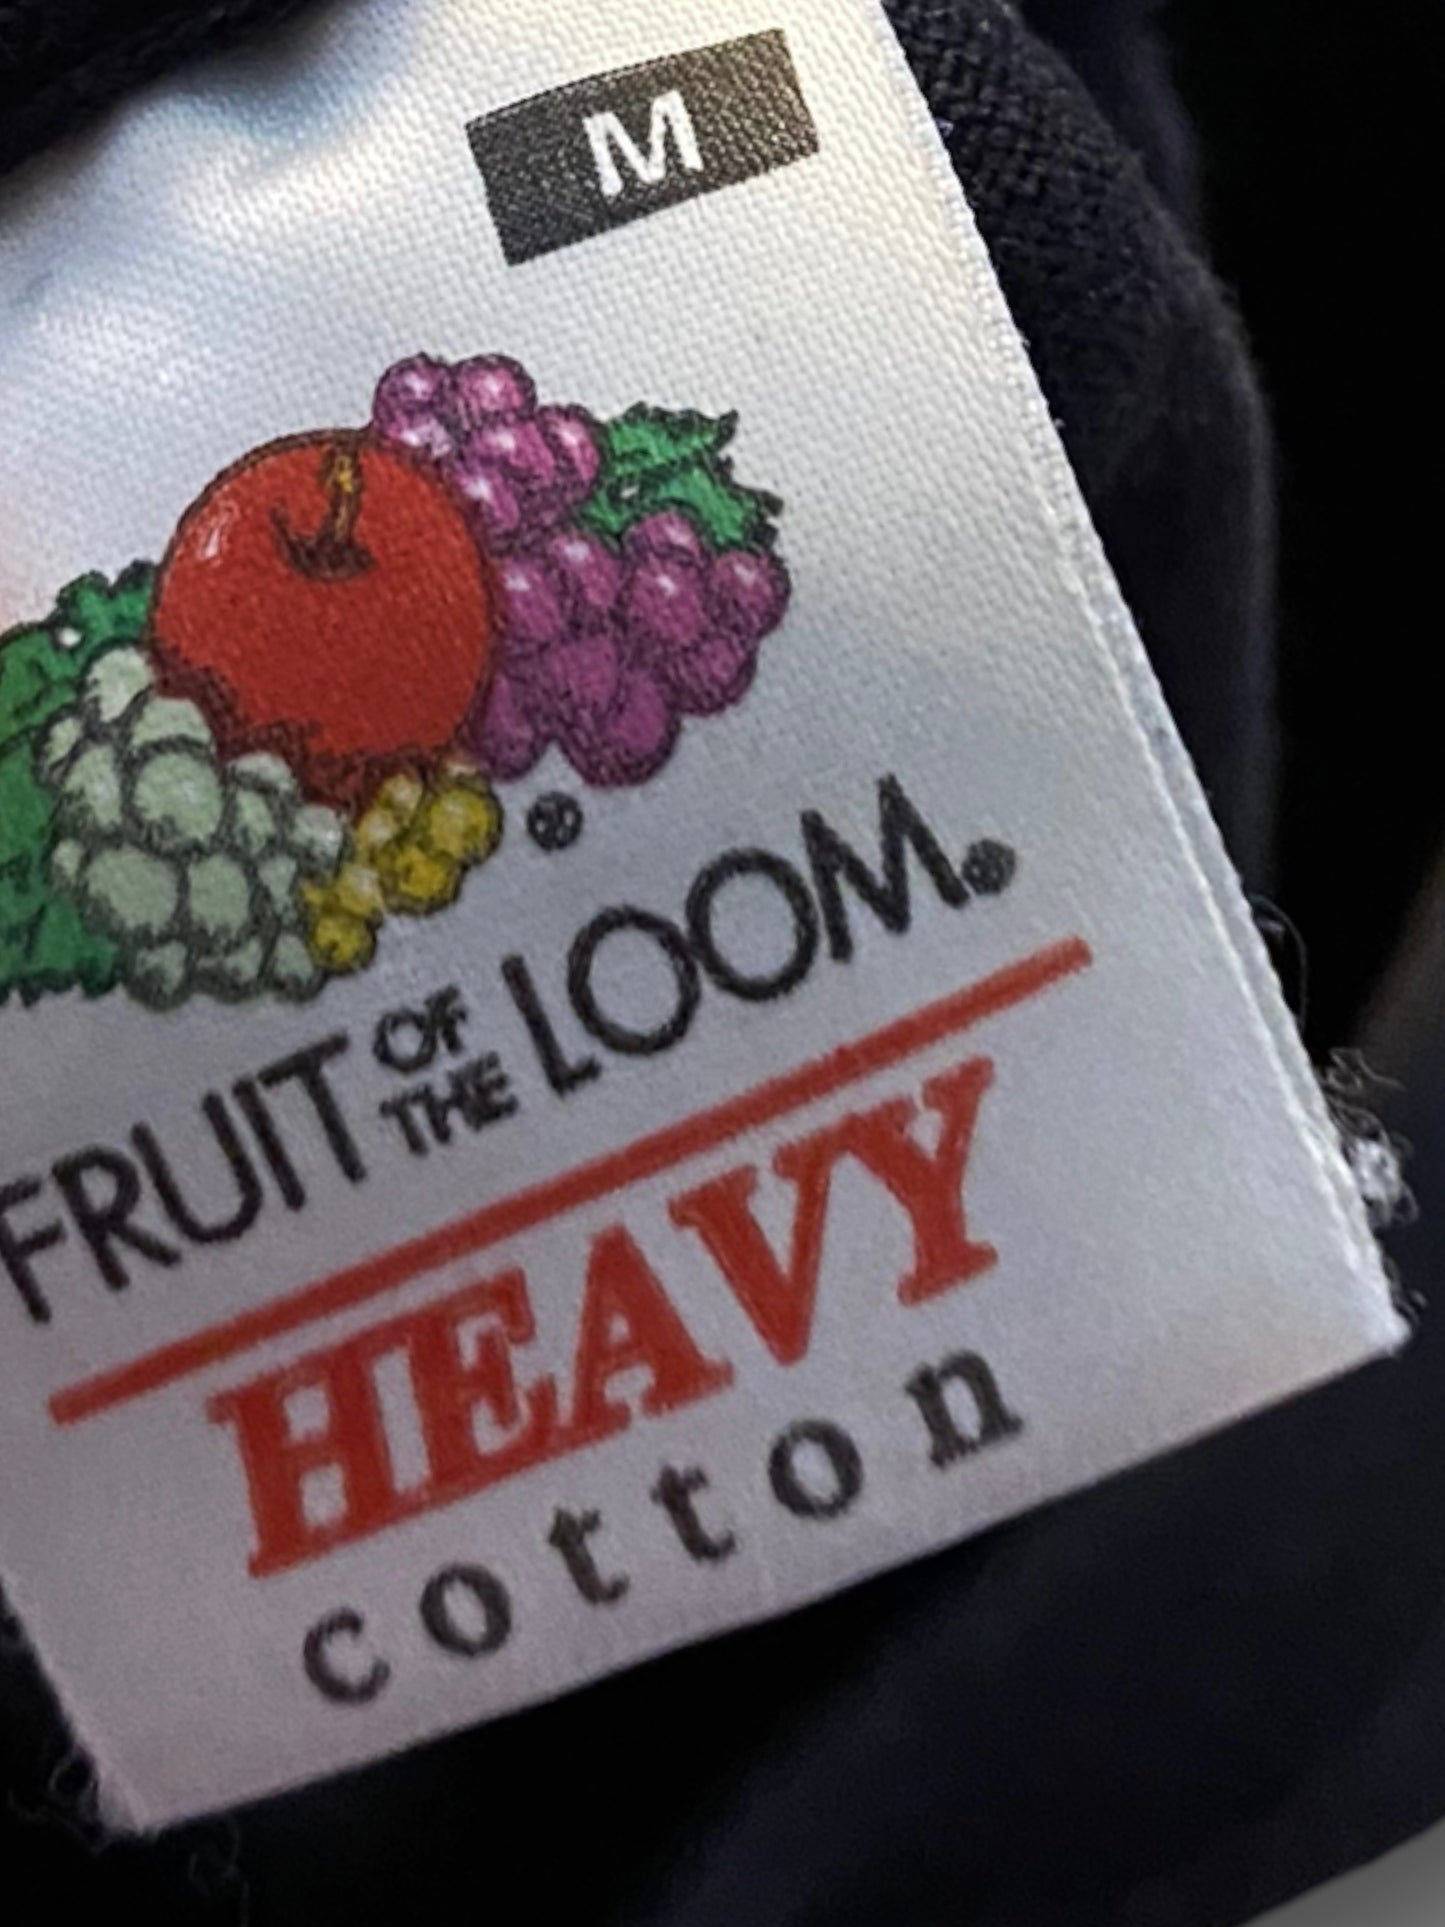 M
®
FRUIT OF THE LOOM®
HEAVY
cotton